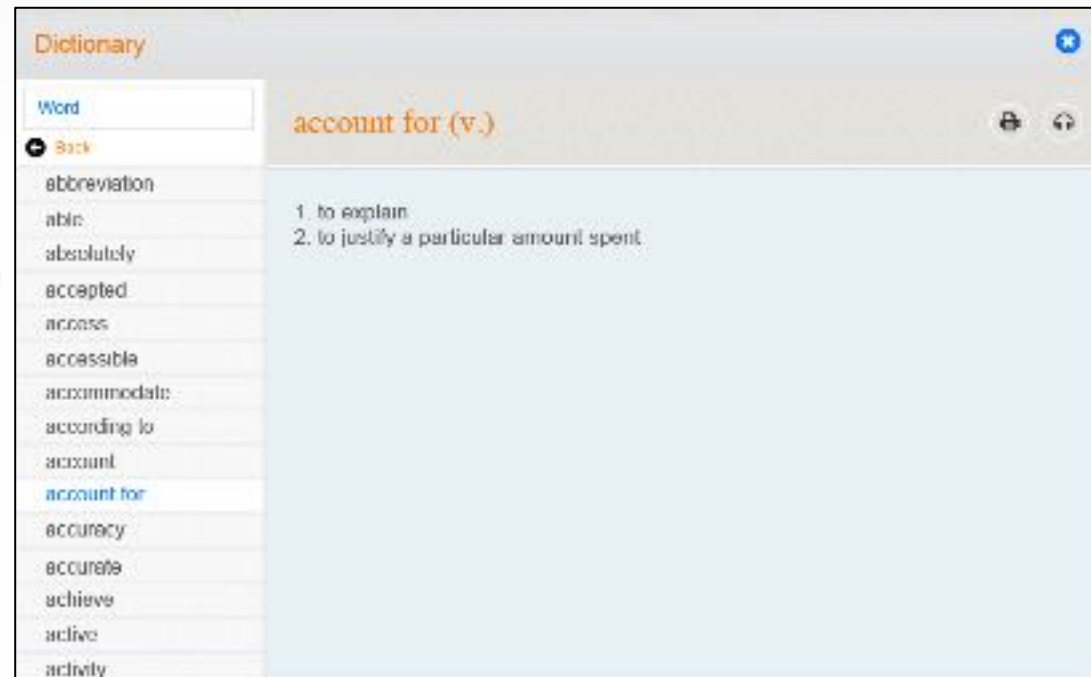 Dictionary
Word
Back
abbreviation
able
absolutely
accepted
access
accessible
accommodate
according to
account
account for
accuracy
accurate
achieve
active
activity
account for (v.)
1. to explain
2. to justify a particular amount spent